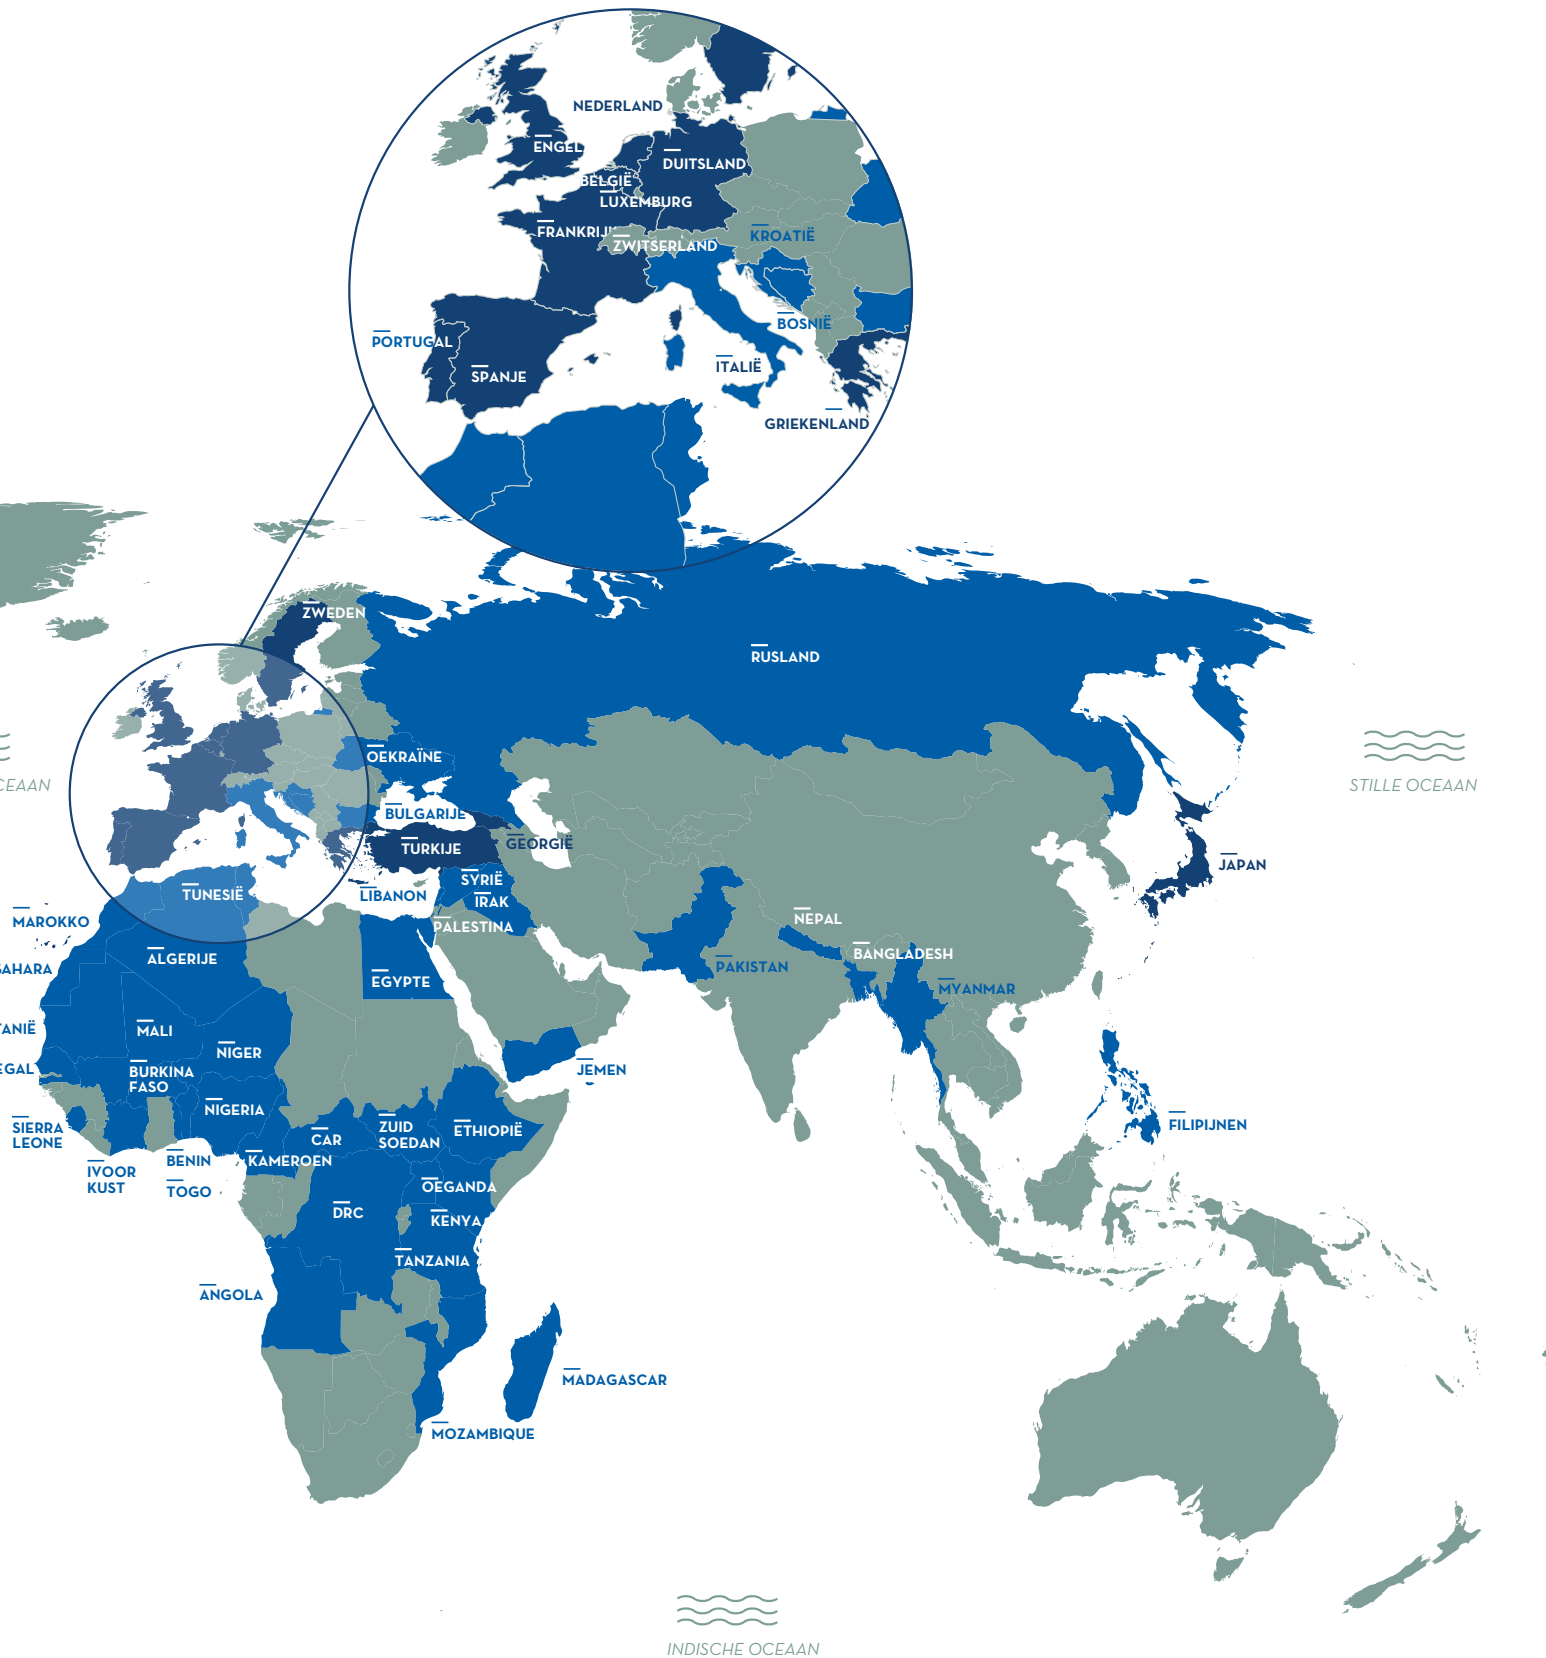 NEDERLAND
ENGEL
DUITSLAND
BELGIË
LUXEMBURG
FRANKRIJK
ZWITSERLAND
KROATIË
BOSNIË
PORTUGAL
ITALIË
SPANJE
GRIEKENLAND
ZWEDEN
RUSLAND
OEKRAÏNE
CEAAN
STILLE OCEAAN
BULGARIJE
TURKIJE
GEORGIË
JAPAN
SYRIË
TUNESIË
LIBANON
IRAK
MAROKKO
PALESTINA
NEPAL
ALGERIJE
BANGLADESH
AHARA
PAKISTAN
EGYPTE
MYANMAR
TANIË
MALI
NIGER
EGAL
BURKINA
FASO
JEMEN
NIGERIA
SIERRA
LEONE
ZUID
SOEDAN
ETHIOPIË
FILIPIJNEN
CAR
BENIN
KAMEROEN
IVOOR
KUST
TOGO
OEGANDA
DRC
KENYA
TANZANIA
ANGOLA
MADAGASCAR
MOZAMBIQUE
INDISCHE OCEAAN